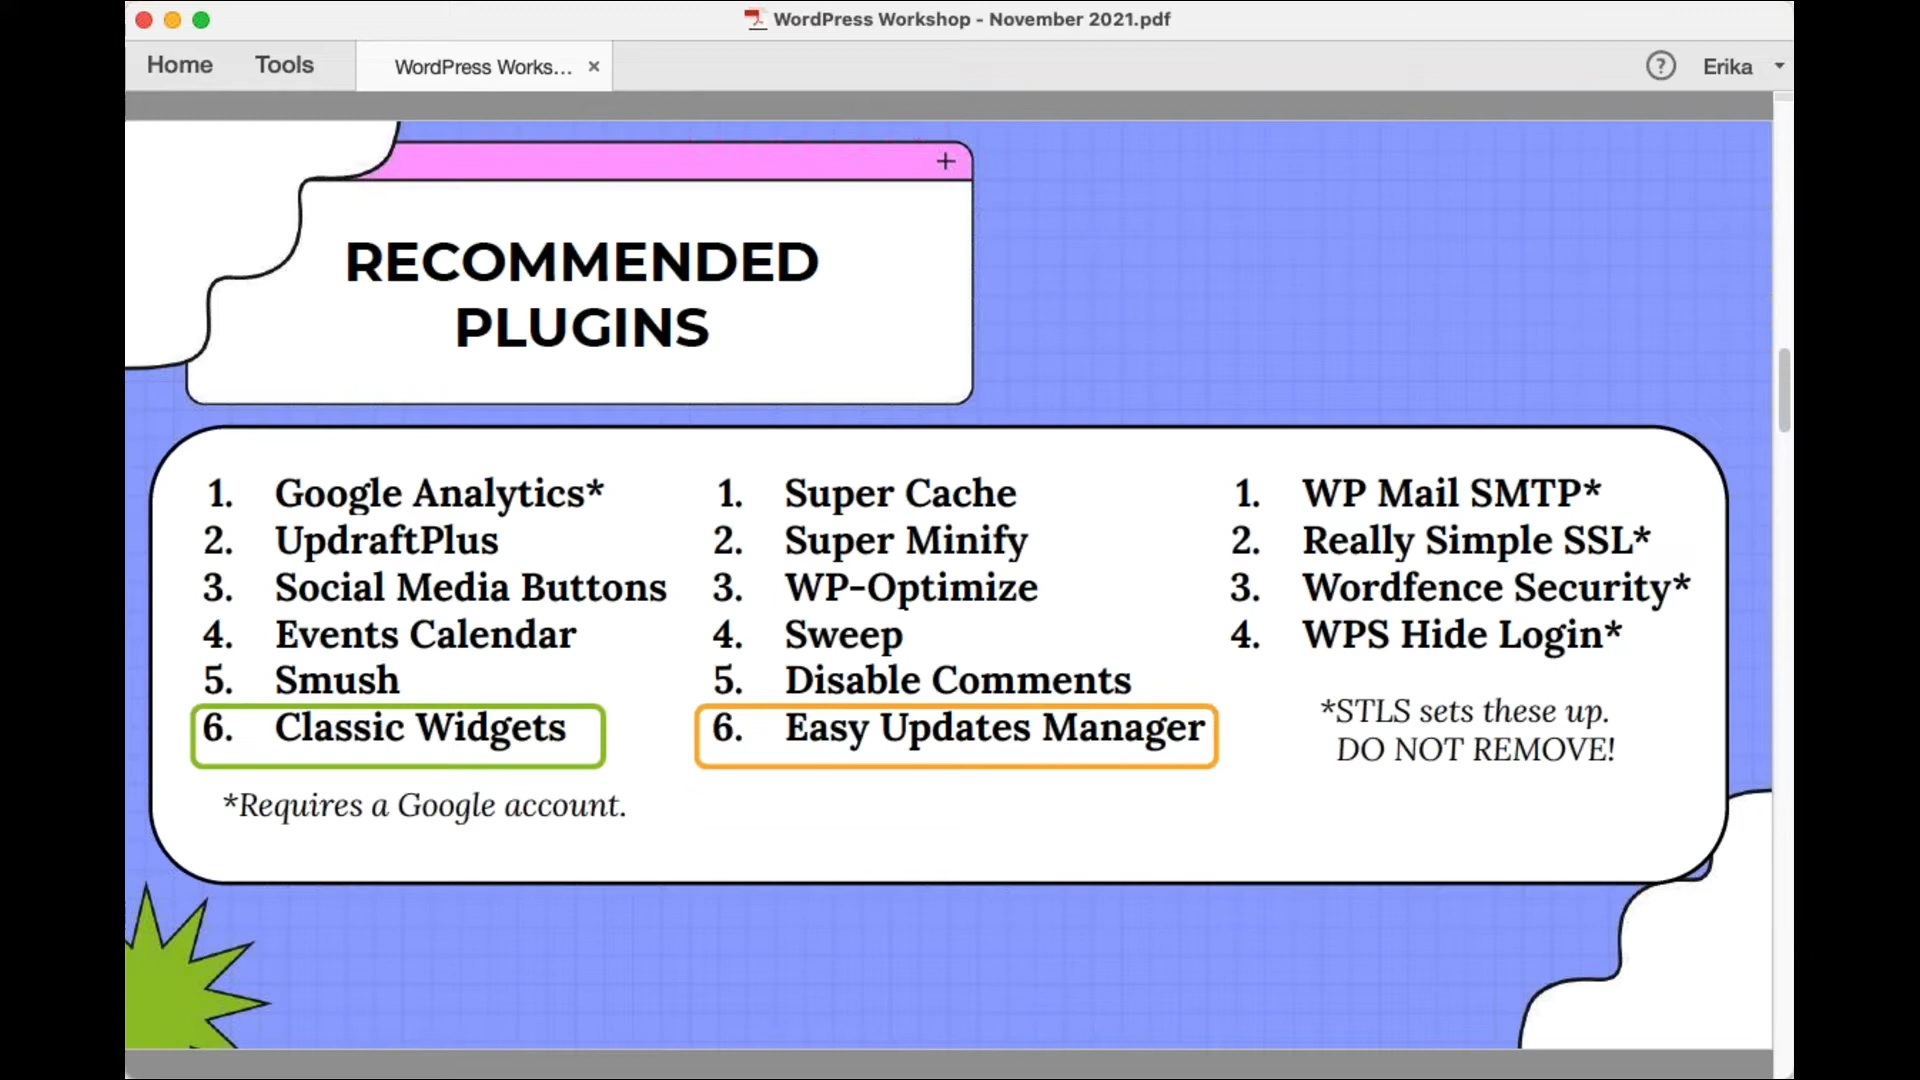 WordPress Workshop - November 2021.pdf
Home Tools WordPress Works... × ? Erika
+
RECOMMENDED
PLUGINS
1. Google Analytics*
2. UpdraftPlus
3. Social Media Buttons
4. Events Calendar
5. Smush
6. Classic Widgets
*Requires a Google account.
1. Super Cache
2. Super Minify
3. WP-Optimize
4. Sweep
5. Disable Comments
6. Easy Updates Manager
1. WP Mail SMTP*
2. Really Simple SSL*
3. Wordfence Security*
4. WPS Hide Login*
*STLS sets these up.
DO NOT REMOVE!